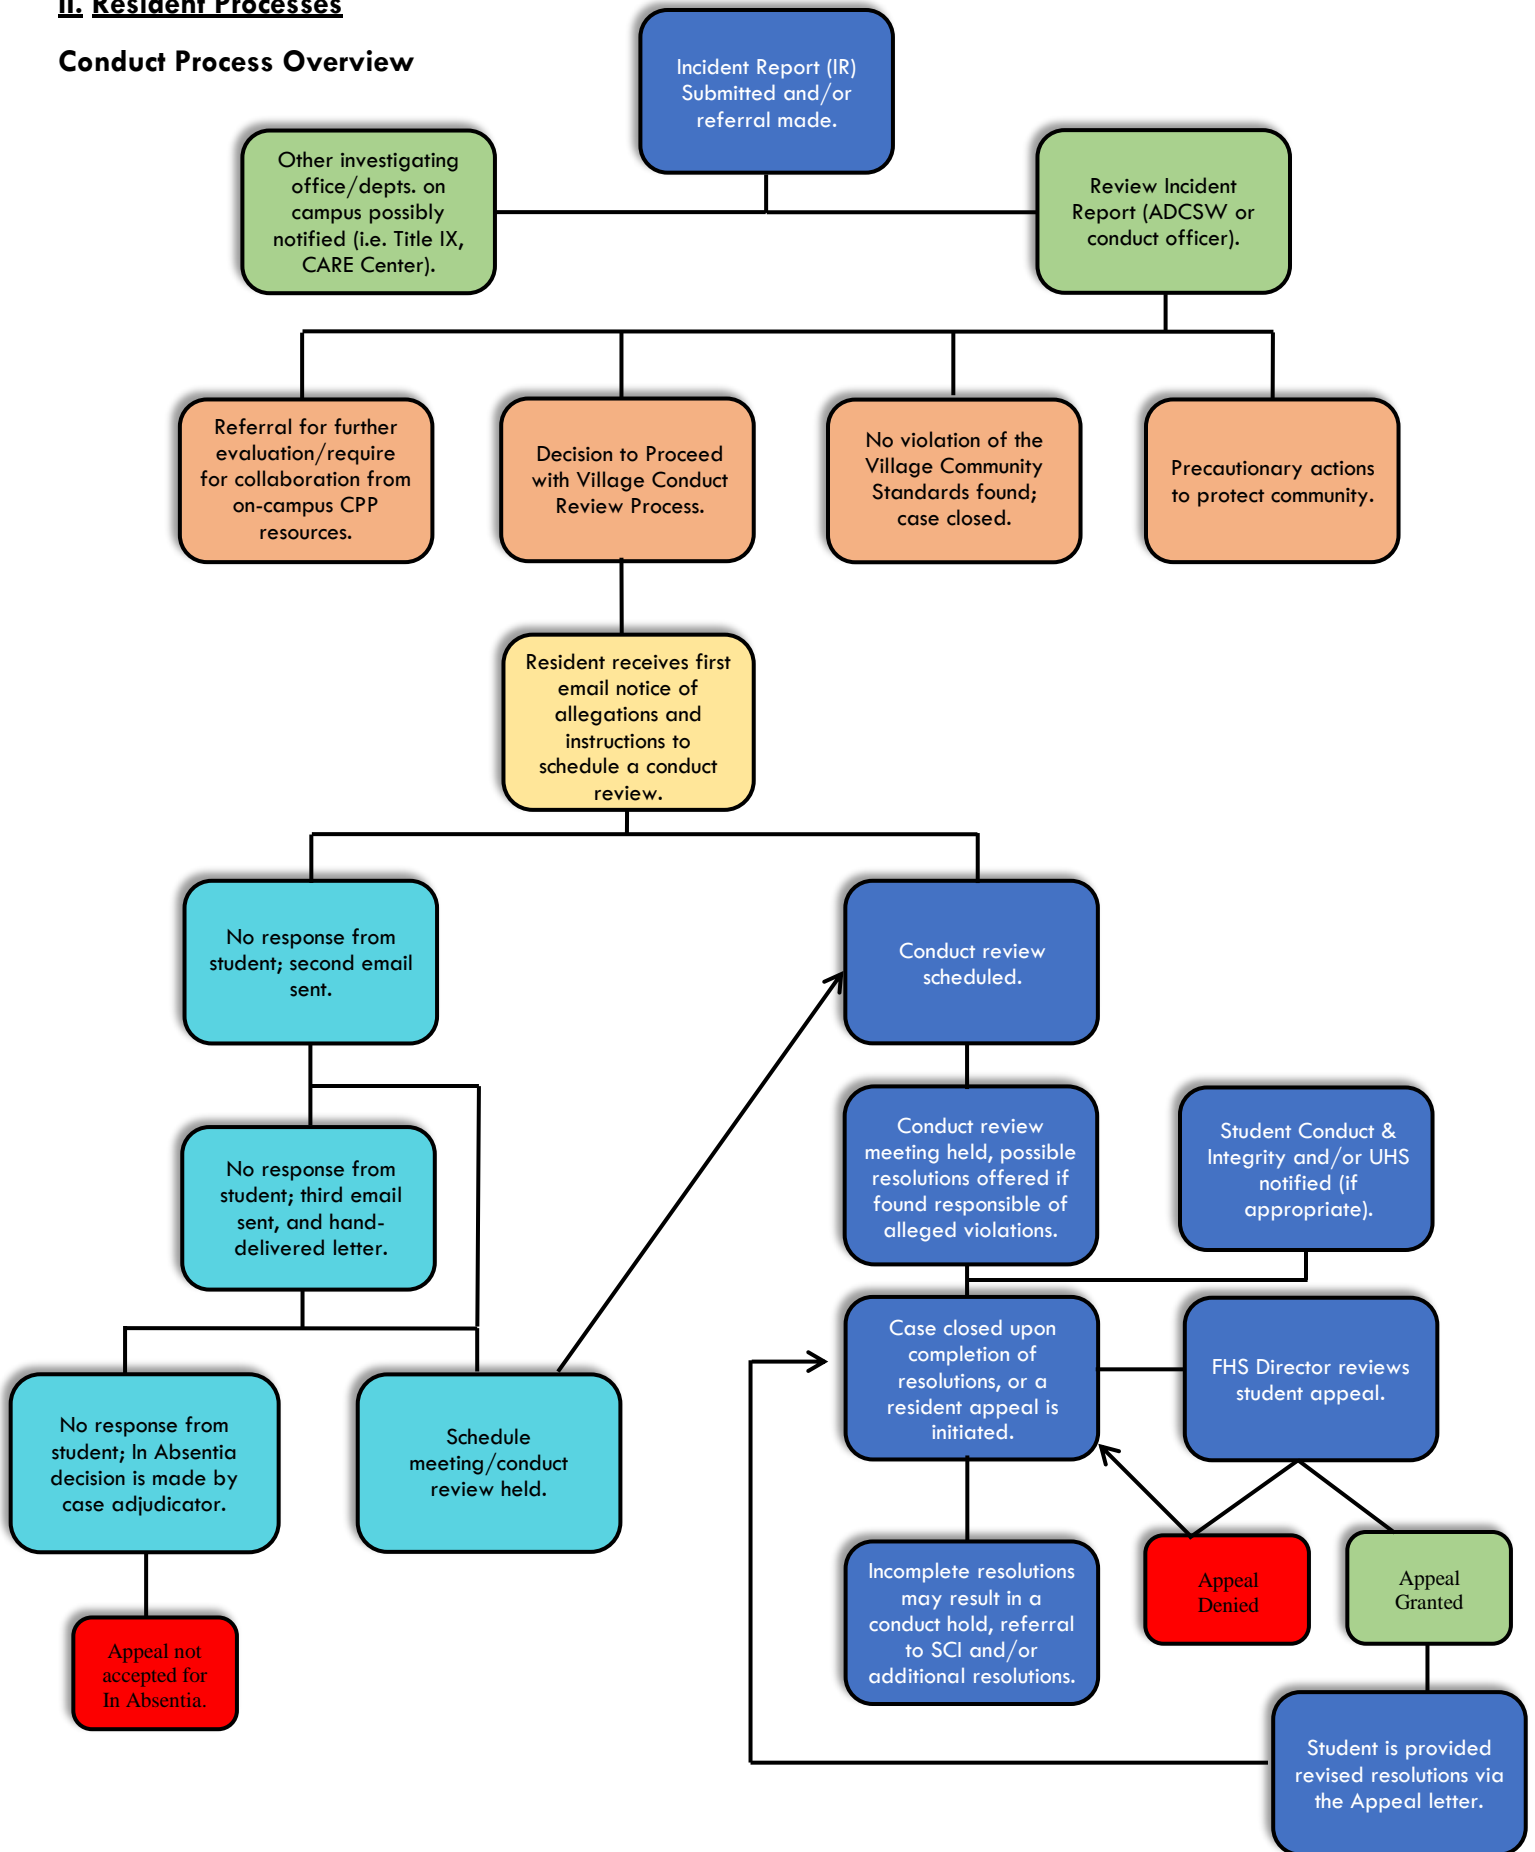 II. Resident Processes
Conduct Process Overview
Incident Report (IR)
Submitted and/or
referral made.
Other investigating
office/depts. on
campus possibly
notified (i.e. Title IX,
CARE Center).
Review Incident
Report (ADCSW or
conduct officer).
Referral for further
evaluation/require
for collaboration from
on-campus CPP
resources.
Decision to Proceed
with Village Conduct
Review Process.
No violation of the
Village Community
Standards found;
case closed.
Precautionary actions
to protect community.
Resident receives first
email notice of
allegations and
instructions to
schedule a conduct
review.
No response from
student; second email
sent.
Conduct review
scheduled.
No response from
student; third email
sent, and hand-
delivered letter.
Conduct review
meeting held, possible
resolutions offered if
found responsible of
alleged violations.
Student Conduct &
Integrity and/or UHS
notified (if
appropriate).
No response from
student; In Absentia
decision is made by
case adjudicator.
Schedule
meeting/conduct
review held.
Case closed upon
completion of
resolutions, or a
resident appeal is
initiated.
FHS Director reviews
student appeal.
Appeal not
accepted for
In Absentia.
Incomplete resolutions
may result in a
conduct hold, referral
to SCI and/or
additional resolutions.
Appeal
Denied
Appeal
Granted
Student is provided
revised resolutions via
the Appeal letter.